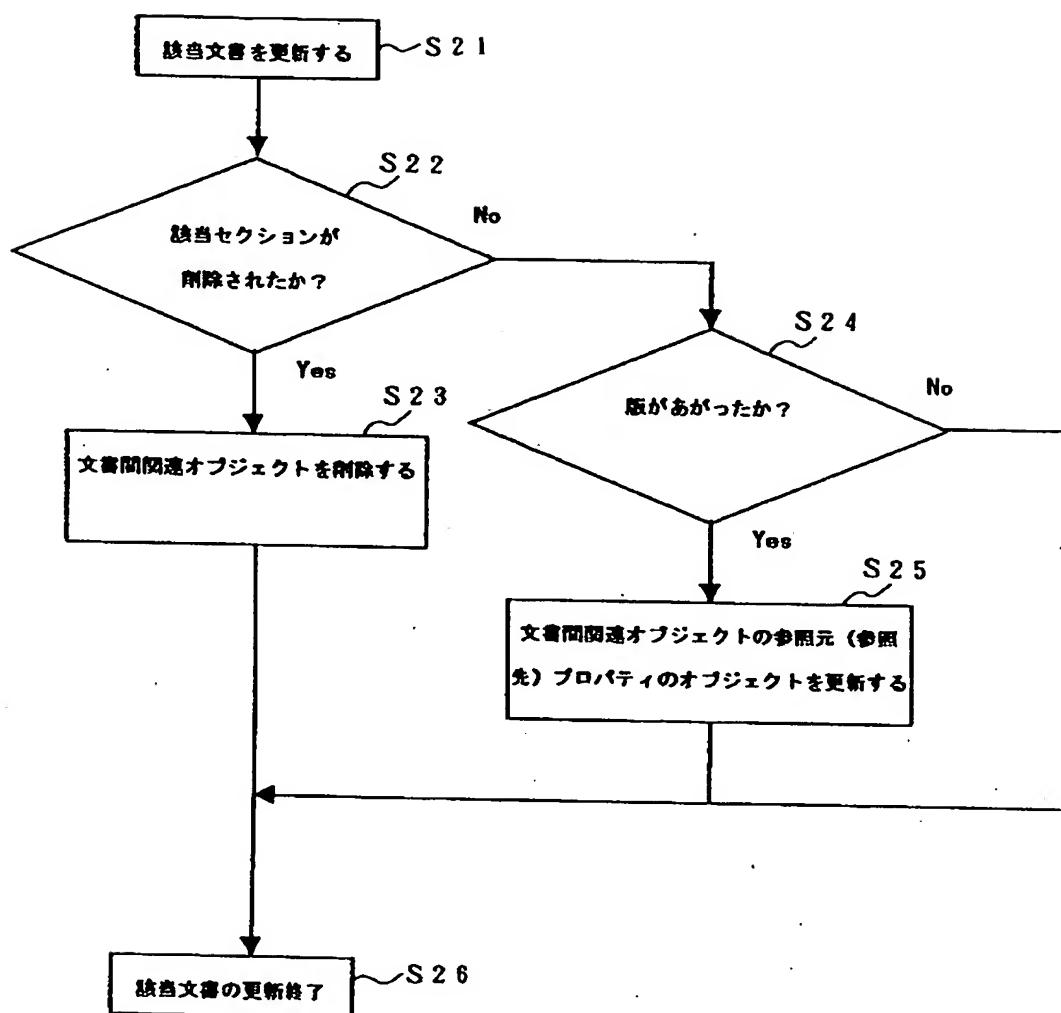 該当文書を更新する
S21
S22
No
該当セクションが
削除されたか?
Yes
S23
文書間関連オブジェクトを削除する
S24
No
版があがったか?
Yes
S25
文書間関連オブジェクトの参照元(参照
先)プロパティのオブジェクトを更新する
該当文書の更新終了
S26